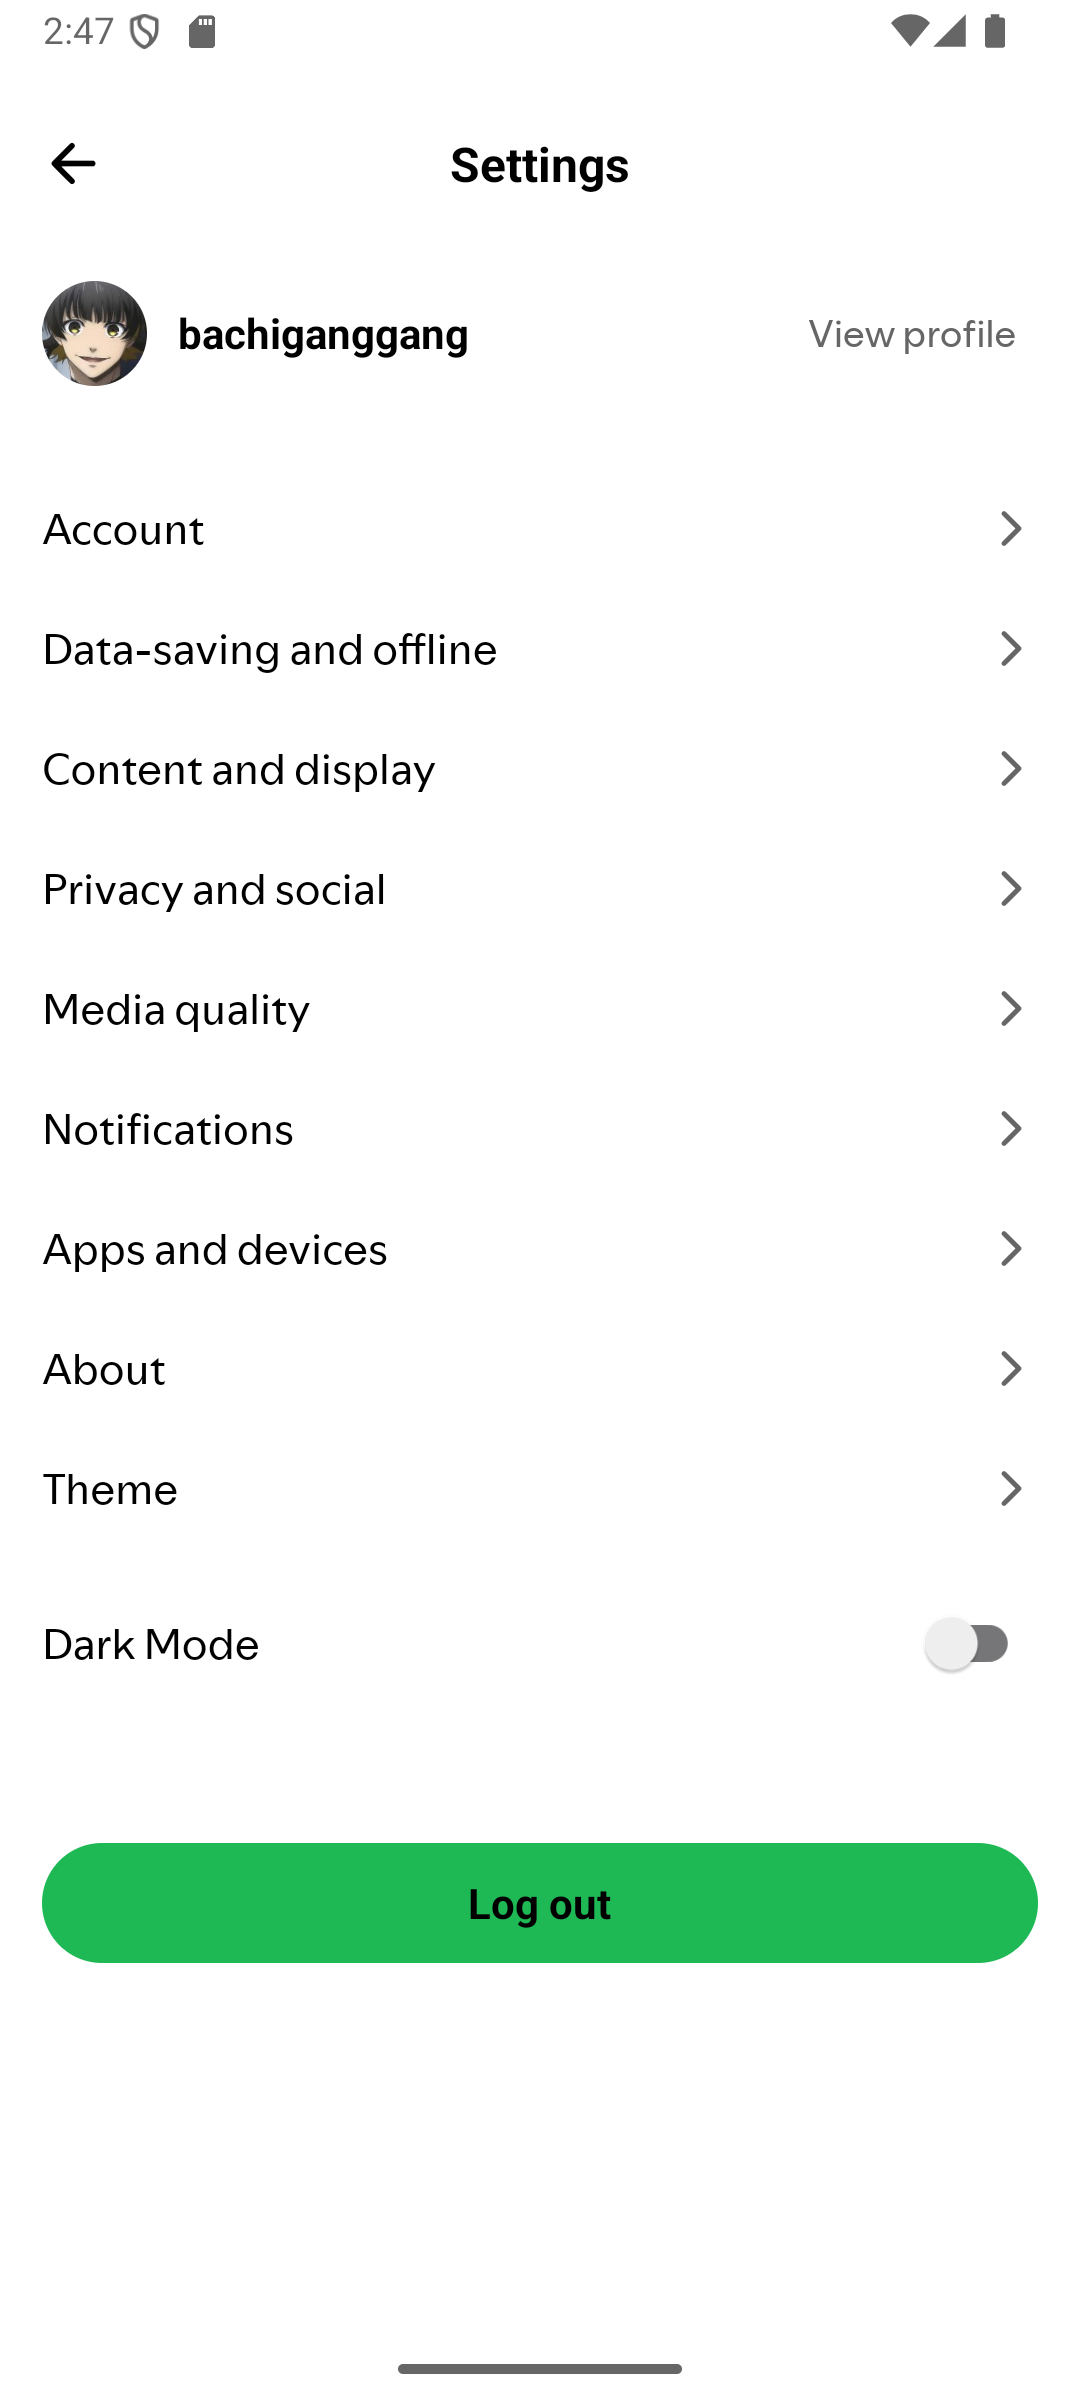 2:47
Settings
bachiganggang
View profile
Account
Data-saving and offline
Content and display
Privacy and social
Media quality
Notifications
Apps and devices
About
Theme
Dark Mode
Log out